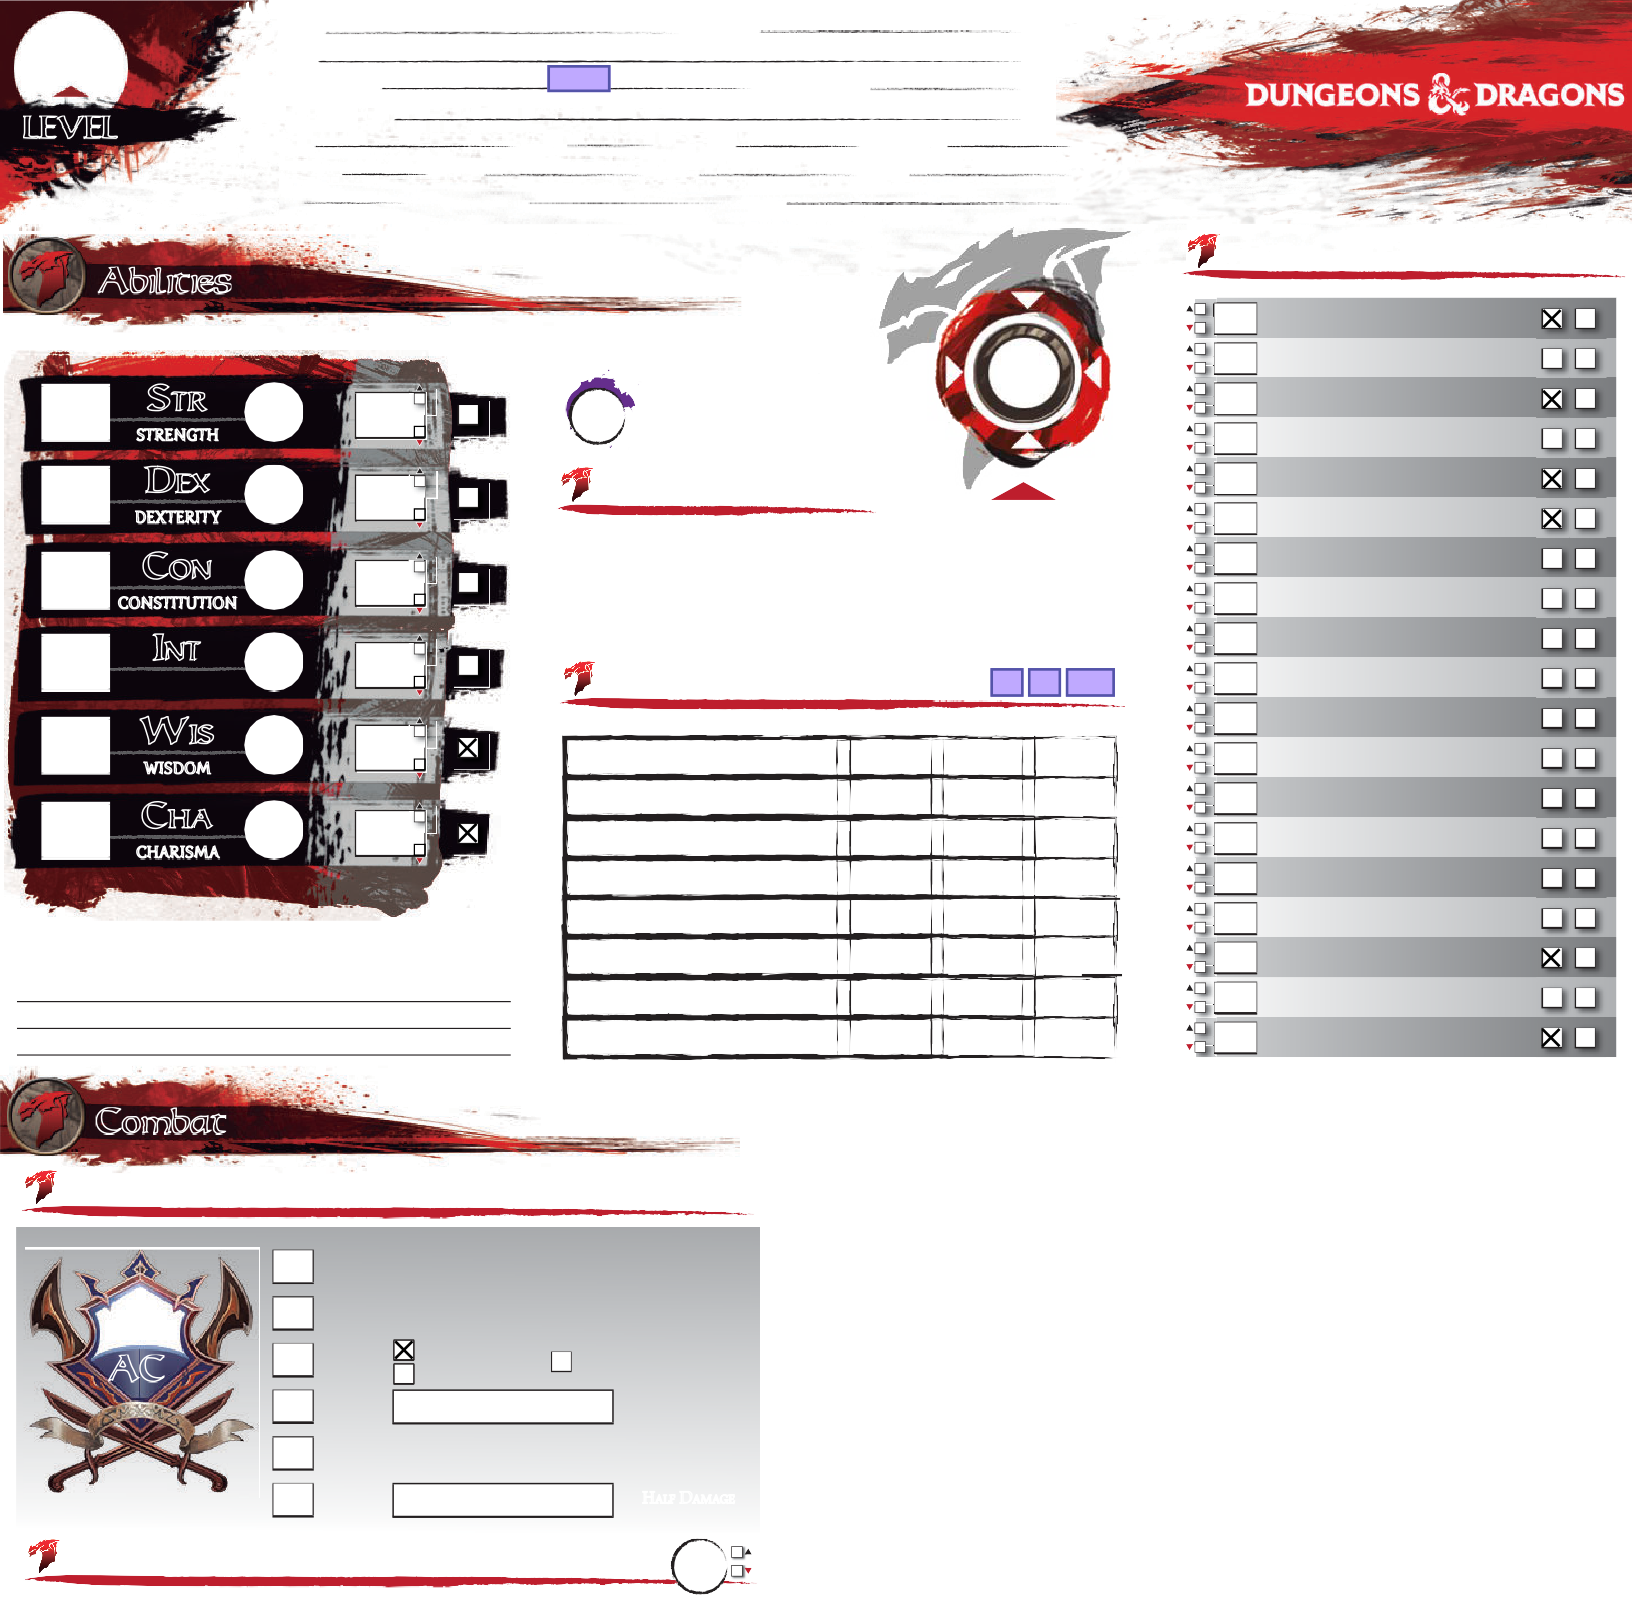 LEVEL
DUNGEONS & DRAGONS
Abilities
STR
STRENGTH
DEX
DEXTERITY
CON
CONSTITUTION
INT
WIS
WISDOM
CHA
CHARISMA
Combat
AC
HALF DAMAGE